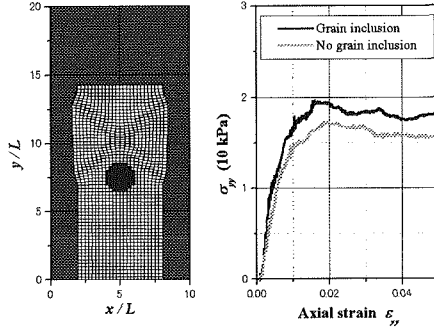 20
15
10
5
0
y / L
0
5
10
x / L
Grain inclusion
No grain inclusion
3
2
1
0
σyy (10 kPa)
0.00
0.02
0.04
Axial strain εyy